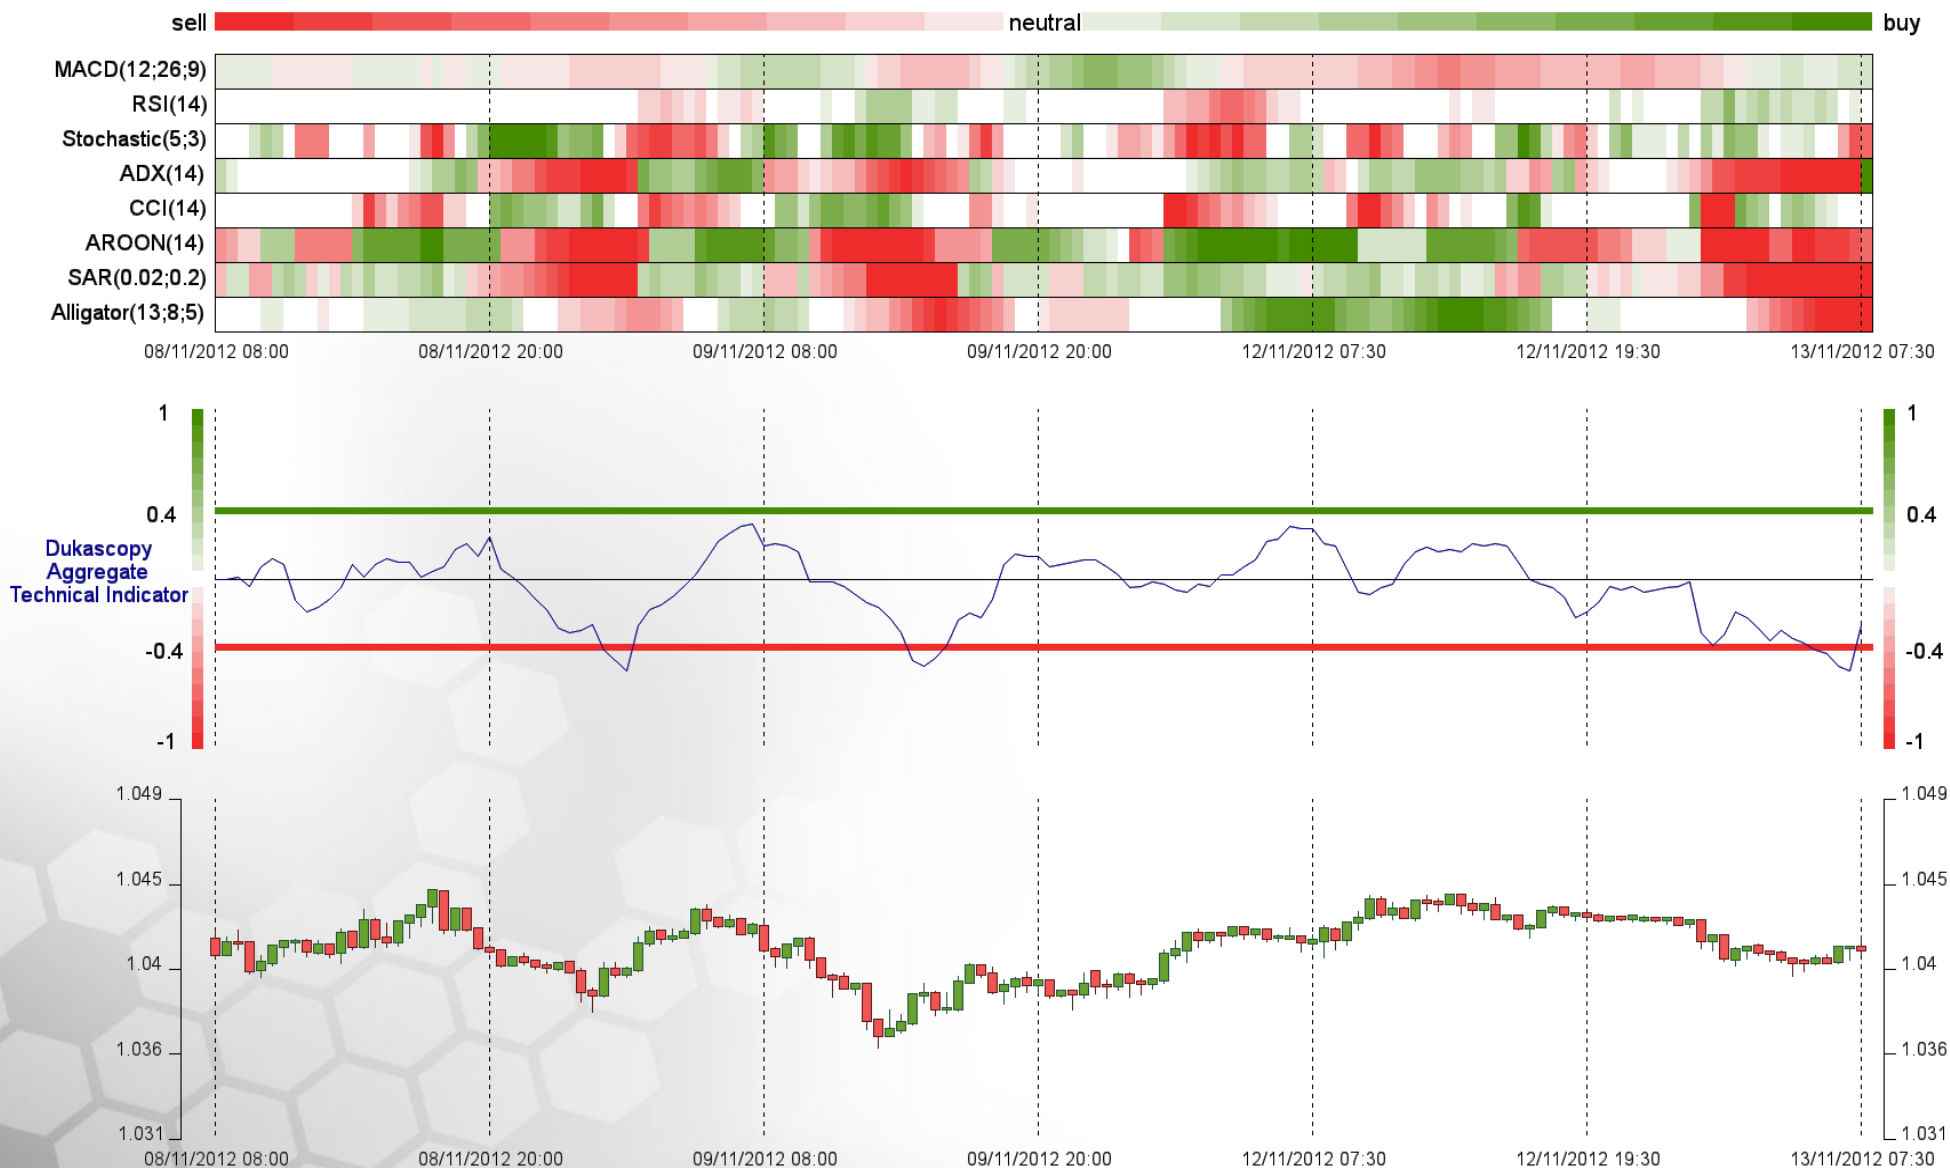 sell neutral buy
MACD(12;26;9)
RSI(14)
Stochastic(5;3)
ADX(14)
CCI(14)
AROON(14)
SAR(0.02;0.2)
Alligator(13;8;5)
08/11/2012 08:00 08/11/2012 20:00 09/11/2012 08:00 09/11/2012 20:00 12/11/2012 07:30 12/11/2012 19:30 13/11/2012 07:30
1 1
0.4 0.4
Dukascopy
Aggregate
Technical Indicator
-0.4 -0.4
-1 -1
1.049 1.049
1.045 1.045
1.04 1.04
1.036 1.036
1.031 1.031
08/11/2012 08:00 08/11/2012 20:00 09/11/2012 08:00 09/11/2012 20:00 12/11/2012 07:30 12/11/2012 19:30 13/11/2012 07:30